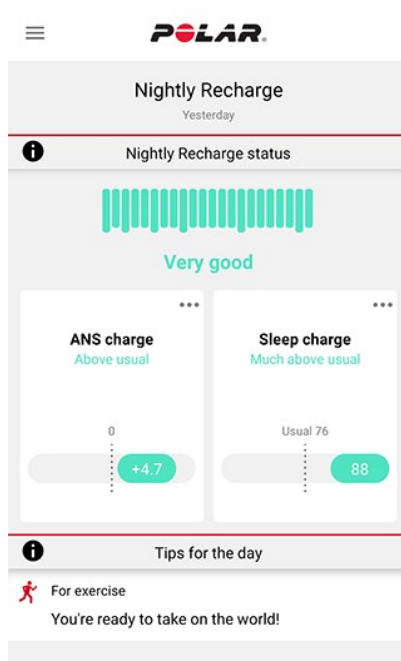 POLAR.
Nightly Recharge
Yesterday
Nightly Recharge status
Very good
ANS charge
Above usual
0
+4.7
Sleep charge
Much above usual
Usual 76
88
Tips for the day
For exercise
You're ready to take on the world!